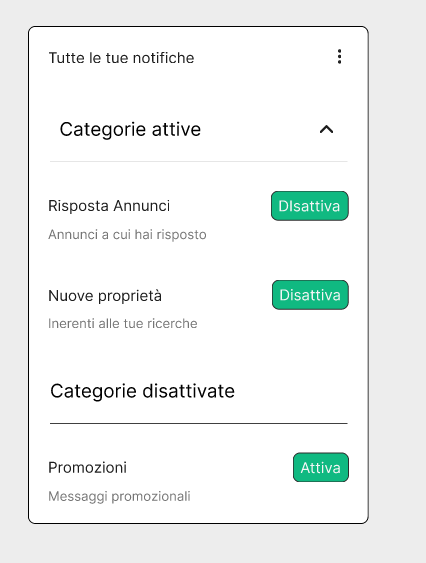 Tutte le tue notifiche
Categorie attive
Risposta Annunci
DIsattiva
Annunci a cui hai risposto
Nuove proprietà
Disattiva
Inerenti alle tue ricerche
Categorie disattivate
Promozioni
Attiva
Messaggi promozionali